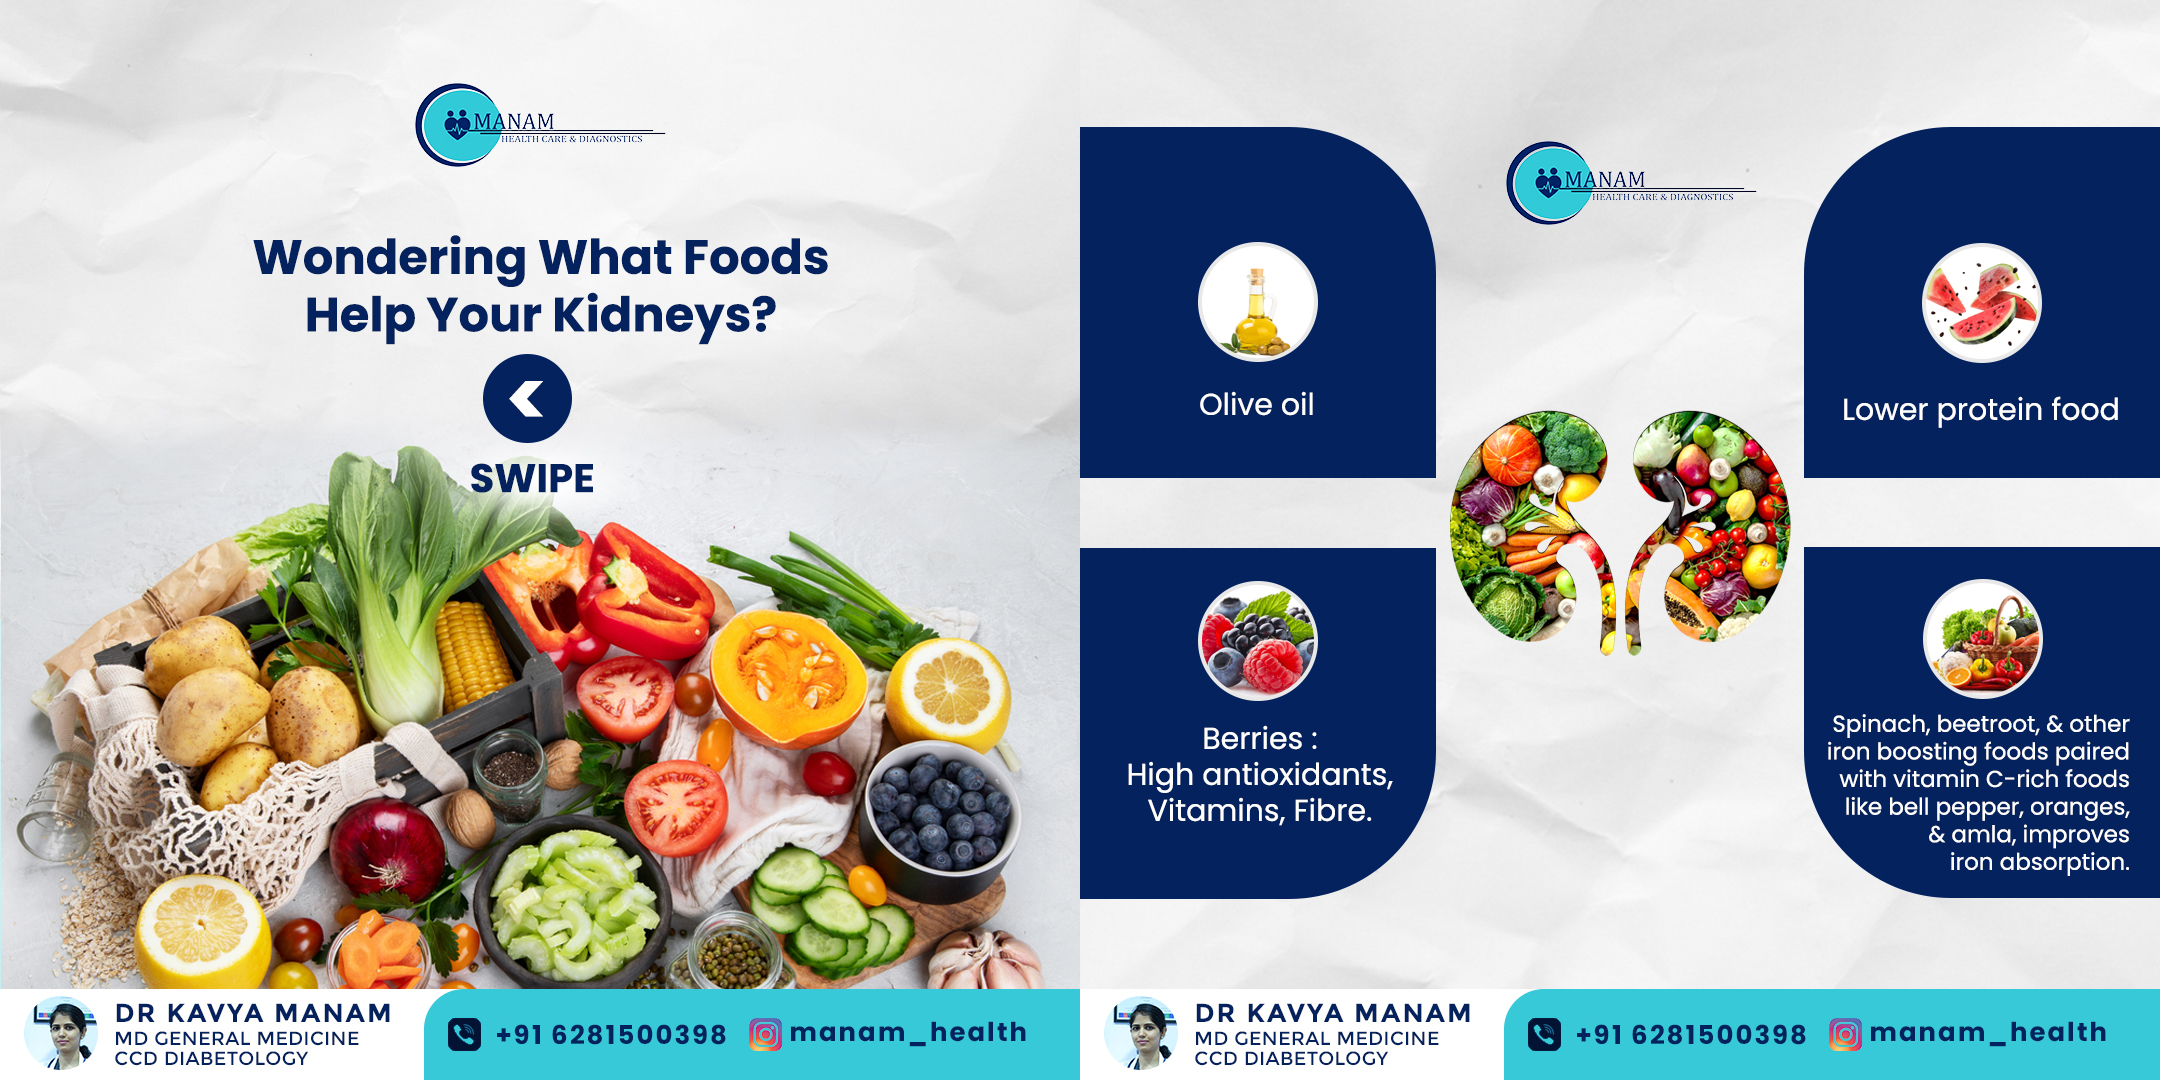 MANAM
HEALTH CARE & DIAGNOSTICS
Wondering What Foods
Help Your Kidneys?
SWIPE
DR KAVYA MANAM
MD GENERAL MEDICINE
CCD DIABETOLOGY
+91 6281500398
manam_health
MANAM
HEALTH CARE & DIAGNOSTICS
Olive oil
Lower protein food
Berries :
High antioxidants,
Vitamins, Fibre.
Spinach, beetroot, & other
iron boosting foods paired
with vitamin C-rich foods
like bell pepper, oranges,
& amla, improves
iron absorption.
DR KAVYA MANAM
MD GENERAL MEDICINE
CCD DIABETOLOGY
+91 6281500398
manam_health